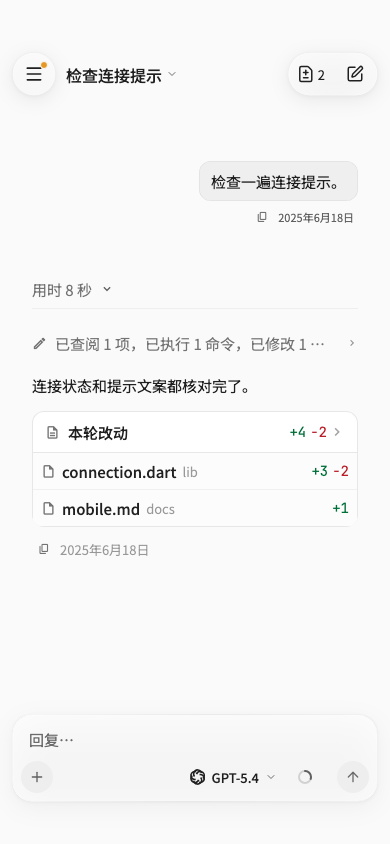 检查连接提示
2
检查一遍连接提示。
2025年6月18日
用时 8 秒
已查阅 1 项，已执行 1 命令，已修改 1 …
连接状态和提示文案都核对完了。
本轮改动 +4 -2
connection.dart lib +3 -2
mobile.md docs +1
2025年6月18日
回复…
GPT-5.4